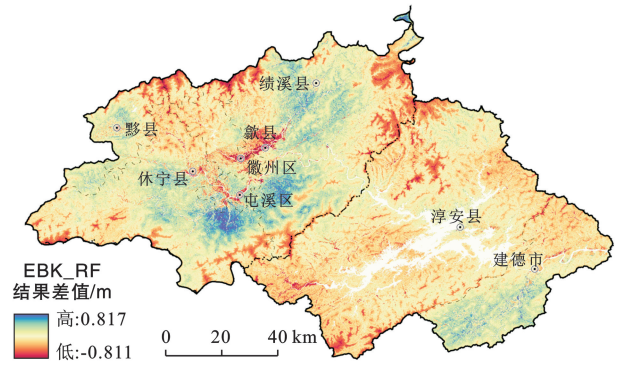 绩溪县
黟县
歙县
徽州区
休宁县
屯溪区
淳安县
建德市
EBK_RF
结果差值/m
高:0.817
低:-0.811
0 20 40 km